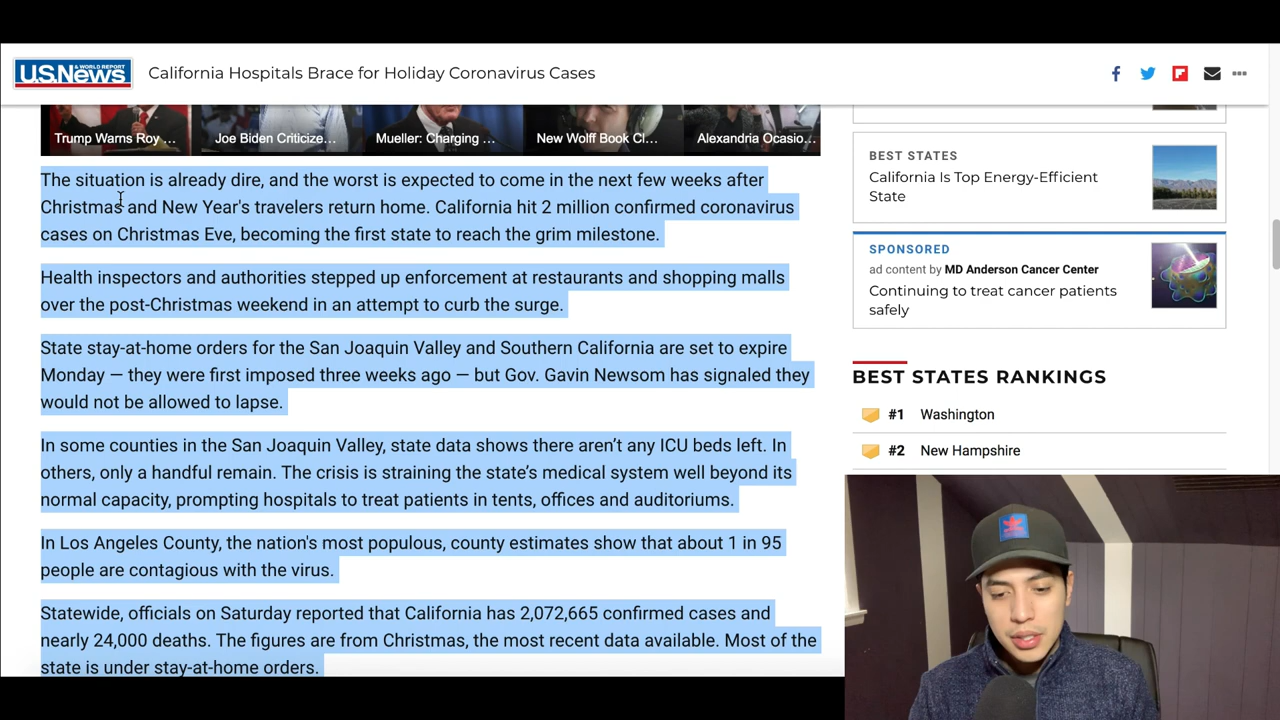 U.S.News
& WORLD REPORT
California Hospitals Brace for Holiday Coronavirus Cases
Trump Warns Roy ...
Joe Biden Criticize...
Mueller: Charging ...
New Wolff Book Cl...
Alexandria Ocasio...
The situation is already dire, and the worst is expected to come in the next few weeks after
Christmas and New Year's travelers return home. California hit 2 million confirmed coronavirus
cases on Christmas Eve, becoming the first state to reach the grim milestone.
Health inspectors and authorities stepped up enforcement at restaurants and shopping malls
over the post-Christmas weekend in an attempt to curb the surge.
State stay-at-home orders for the San Joaquin Valley and Southern California are set to expire
Monday — they were first imposed three weeks ago — but Gov. Gavin Newsom has signaled they
would not be allowed to lapse.
In some counties in the San Joaquin Valley, state data shows there aren’t any ICU beds left. In
others, only a handful remain. The crisis is straining the state’s medical system well beyond its
normal capacity, prompting hospitals to treat patients in tents, offices and auditoriums.
In Los Angeles County, the nation’s most populous, county estimates show that about 1 in 95
people are contagious with the virus.
Statewide, officials on Saturday reported that California has 2,072,665 confirmed cases and
nearly 24,000 deaths. The figures are from Christmas, the most recent data available. Most of the
state is under stay-at-home orders.
BEST STATES
California Is Top Energy-Efficient
State
SPONSORED
ad content by MD Anderson Cancer Center
Continuing to treat cancer patients
safely
BEST STATES RANKINGS
#1 Washington
#2 New Hampshire